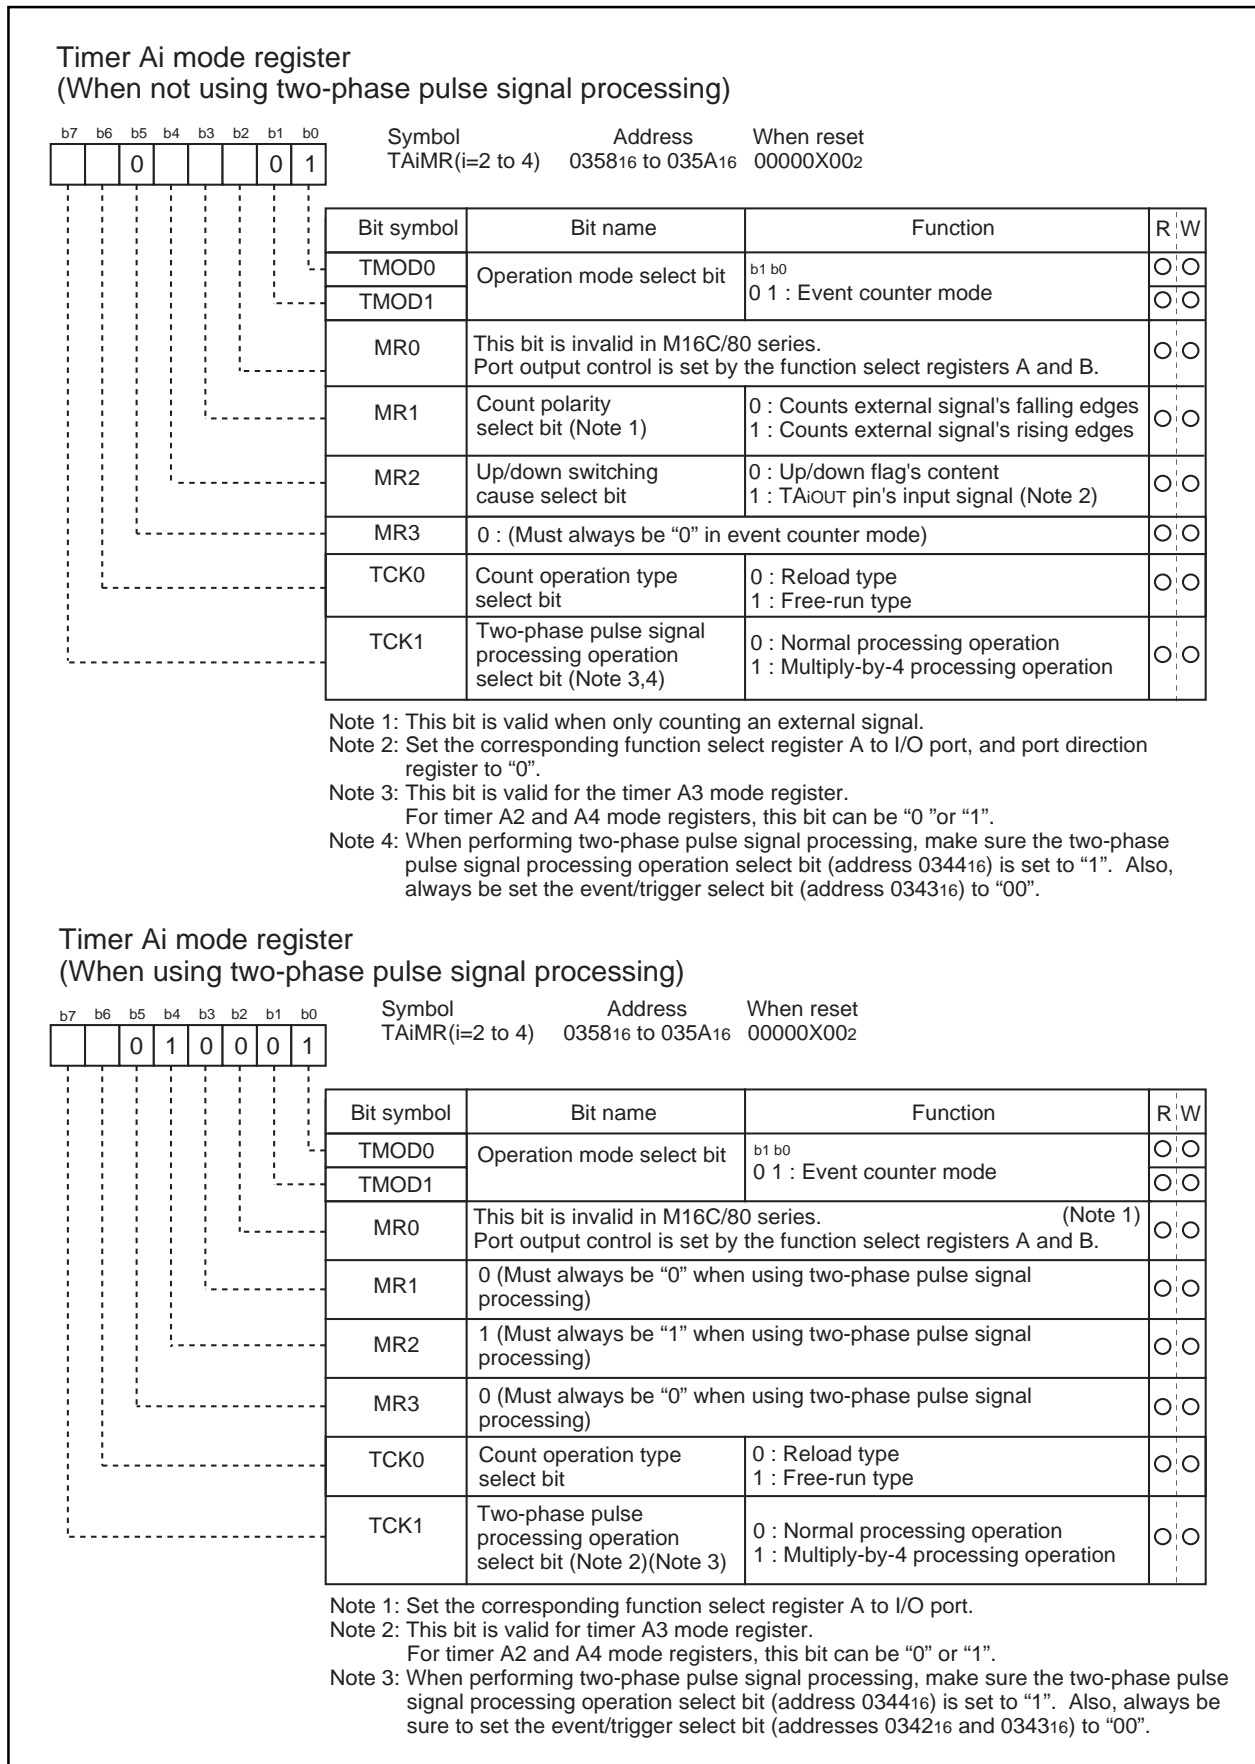 Timer Ai mode register
(When not using two-phase pulse signal processing)
b7 b6 b5 b4 b3 b2 b1 b0
0 0 1
Symbol Address When reset
TAiMR(i=2 to 4) 035816 to 035A16 00000X002
Bit symbol Bit name Function R W
TMOD0 Operation mode select bit b1 b0
TMOD1 0 1 : Event counter mode
MR0 This bit is invalid in M16C/80 series.
Port output control is set by the function select registers A and B.
MR1 Count polarity 0 : Counts external signal's falling edges
select bit (Note 1) 1 : Counts external signal's rising edges
MR2 Up/down switching 0 : Up/down flag's content
cause select bit 1 : TAiOUT pin's input signal (Note 2)
MR3 0 : (Must always be “0” in event counter mode)
TCK0 Count operation type 0 : Reload type
select bit 1 : Free-run type
TCK1 Two-phase pulse signal 0 : Normal processing operation
processing operation 1 : Multiply-by-4 processing operation
select bit (Note 3,4)
Note 1: This bit is valid when only counting an external signal.
Note 2: Set the corresponding function select register A to I/O port, and port direction
register to “0”.
Note 3: This bit is valid for the timer A3 mode register.
For timer A2 and A4 mode registers, this bit can be “0 ”or “1”.
Note 4: When performing two-phase pulse signal processing, make sure the two-phase
pulse signal processing operation select bit (address 034416) is set to “1”. Also,
always be set the event/trigger select bit (address 034316) to “00”.
Timer Ai mode register
(When using two-phase pulse signal processing)
b7 b6 b5 b4 b3 b2 b1 b0
0 1 0 0 0 1
Symbol Address When reset
TAiMR(i=2 to 4) 035816 to 035A16 00000X002
Bit symbol Bit name Function R W
TMOD0 Operation mode select bit b1 b0
TMOD1 0 1 : Event counter mode
MR0 This bit is invalid in M16C/80 series. (Note 1)
Port output control is set by the function select registers A and B.
MR1 0 (Must always be “0” when using two-phase pulse signal
processing)
MR2 1 (Must always be “1” when using two-phase pulse signal
processing)
MR3 0 (Must always be “0” when using two-phase pulse signal
processing)
TCK0 Count operation type 0 : Reload type
select bit 1 : Free-run type
TCK1 Two-phase pulse 0 : Normal processing operation
processing operation 1 : Multiply-by-4 processing operation
select bit (Note 2)(Note 3)
Note 1: Set the corresponding function select register A to I/O port.
Note 2: This bit is valid for timer A3 mode register.
For timer A2 and A4 mode registers, this bit can be “0” or “1”.
Note 3: When performing two-phase pulse signal processing, make sure the two-phase pulse
signal processing operation select bit (address 034416) is set to “1”. Also, always be
sure to set the event/trigger select bit (addresses 034216 and 034316) to “00”.